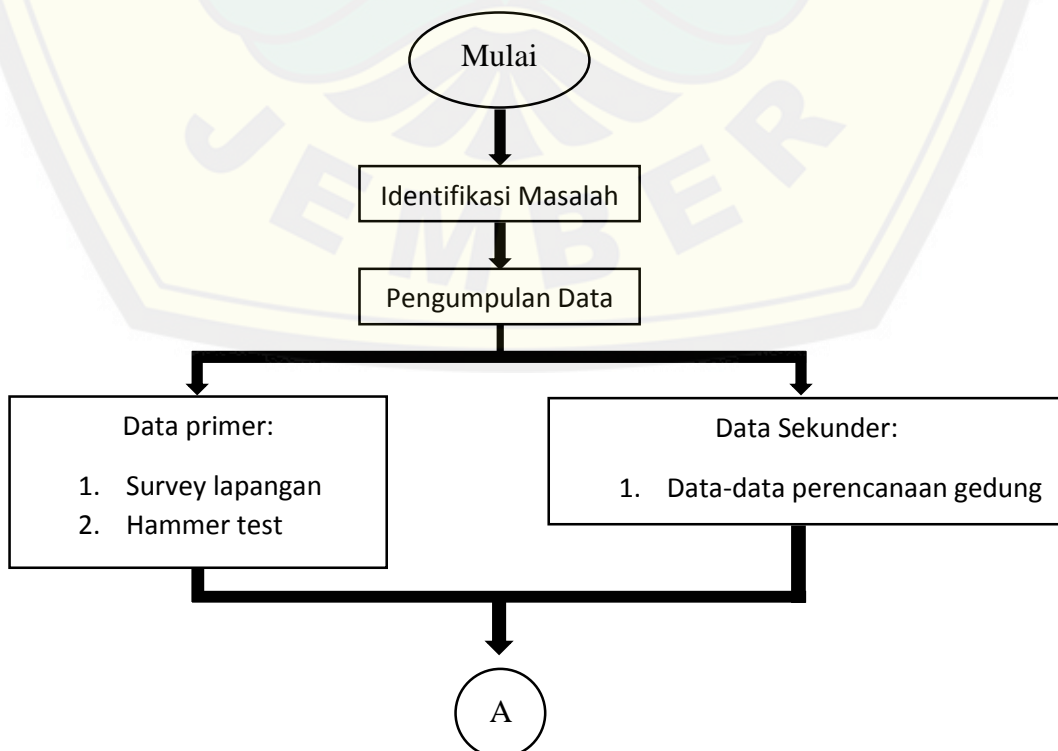 Mulai
JEMBER
Identifikasi Masalah
Pengumpulan Data
Data primer:
1. Survey lapangan
2. Hammer test
Data Sekunder:
1. Data-data perencanaan gedung
A